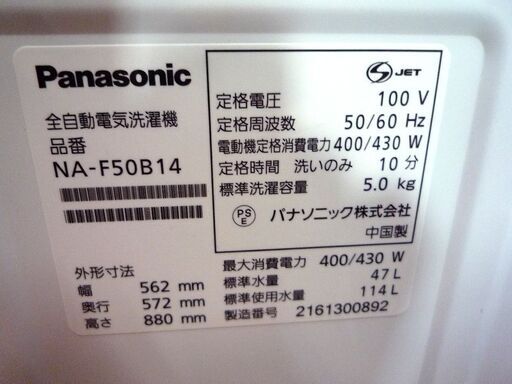 Panasonic
全自動電気洗濯機
品番
NA-F50B14
外形寸法
幅 562 mm
奥行 572 mm
高さ 880 mm
S JET
定格電圧 100 V
定格周波数 50/60 Hz
電動機定格消費電力 400/430 W
定格時間 洗いのみ 10 分
標準洗濯容量 5.0 kg
PS E パナソニック株式会社
中国製
最大消費電力 400/430 W
標準水量 47 L
標準使用水量 114 L
製造番号 2161300892